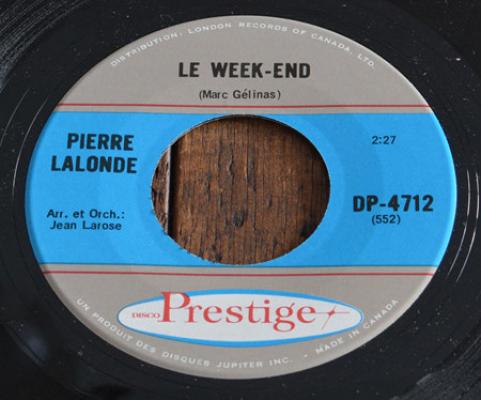 DISTRIBUTION: LONDON RECORDS OF CANADA, LTD.
LE WEEK-END
(Marc Gélinas)
PIERRE
LALONDE
2:27
Arr. et Orch.:
Jean Larose
DP-4712
(552)
DISCO Prestige
UN PRODUIT DES DISQUES JUPITER INC. - MADE IN CANADA